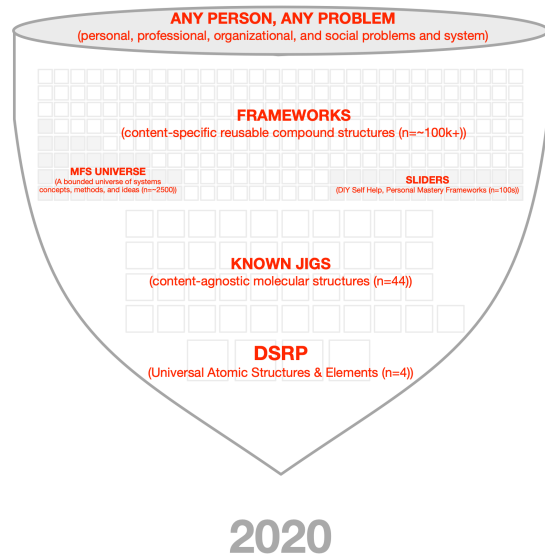 ANY PERSON, ANY PROBLEM
(personal, professional, organizational, and social problems and system)
FRAMEWORKS
(content-specific reusable compound structures (n=~100k+))
MFS UNIVERSE
(A bounded universe of systems
concepts, methods, and ideas (n=~2500))
SLIDERS
(DIY Self Help, Personal Mastery Frameworks (n=100s))
KNOWN JIGS
(content-agnostic molecular structures (n=44))
DSRP
(Universal Atomic Structures & Elements (n=4))
2020